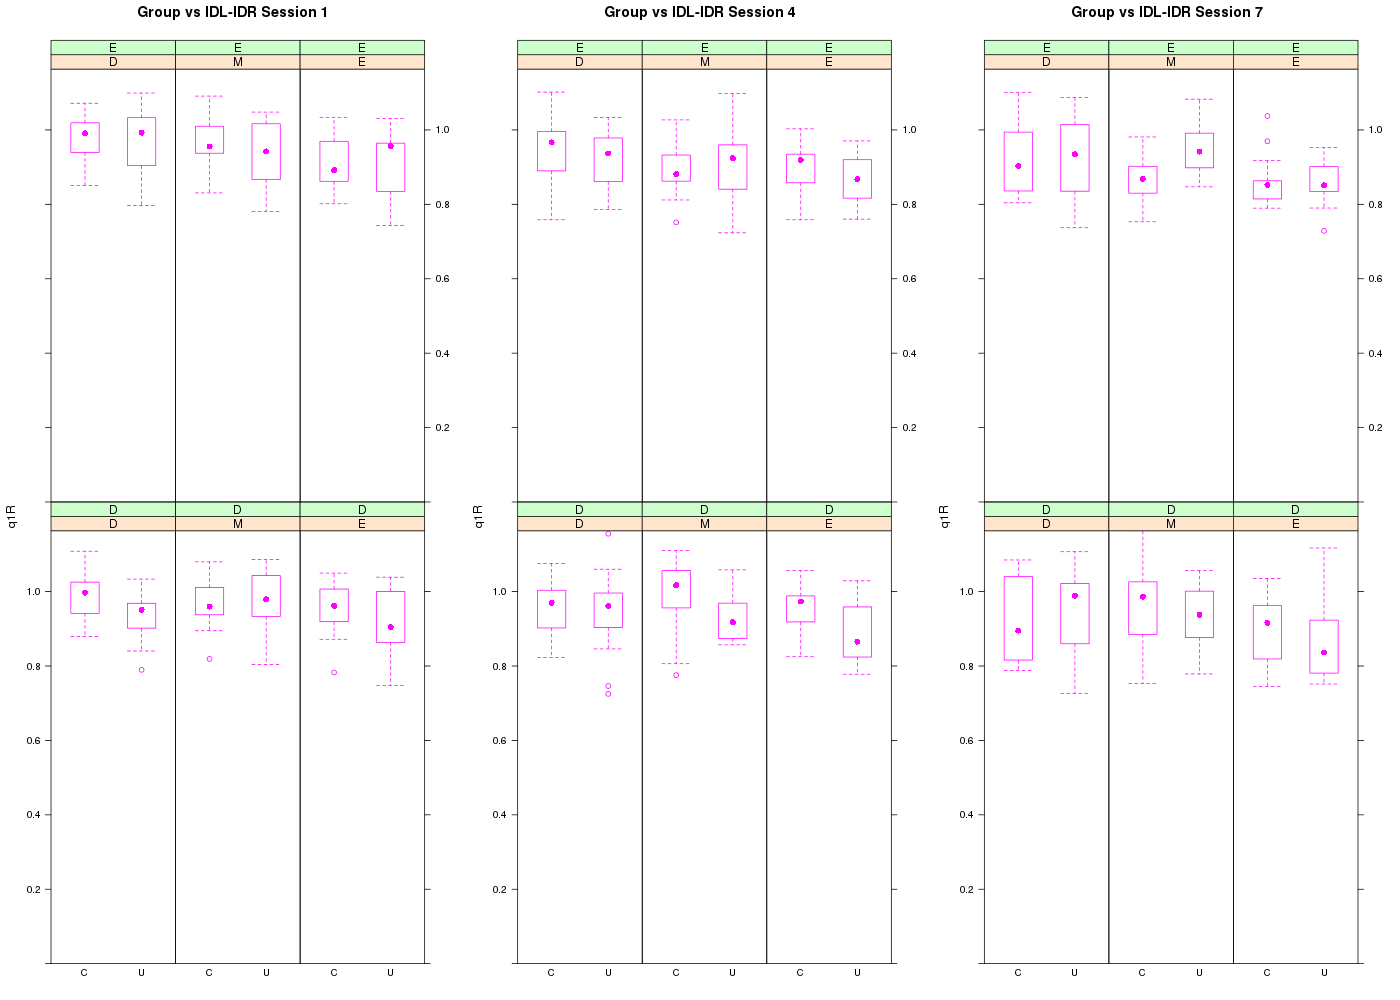 Group vs IDL-IDR Session 1 Group vs IDL-IDR Session 4 Group vs IDL-IDR Session 7
E E E E E E E E E
D M E D M E D M E
1.0 1.0 1.0
0.8 0.8 0.8
0.6 0.6 0.6
0.4 0.4 0.4
0.2 0.2 0.2
q1R q1R q1R
D D D D D D D D D
D M E D M E D M E
1.0 1.0 1.0
0.8 0.8 0.8
0.6 0.6 0.6
0.4 0.4 0.4
0.2 0.2 0.2
C U C U C U C U C U C U C U C U C U